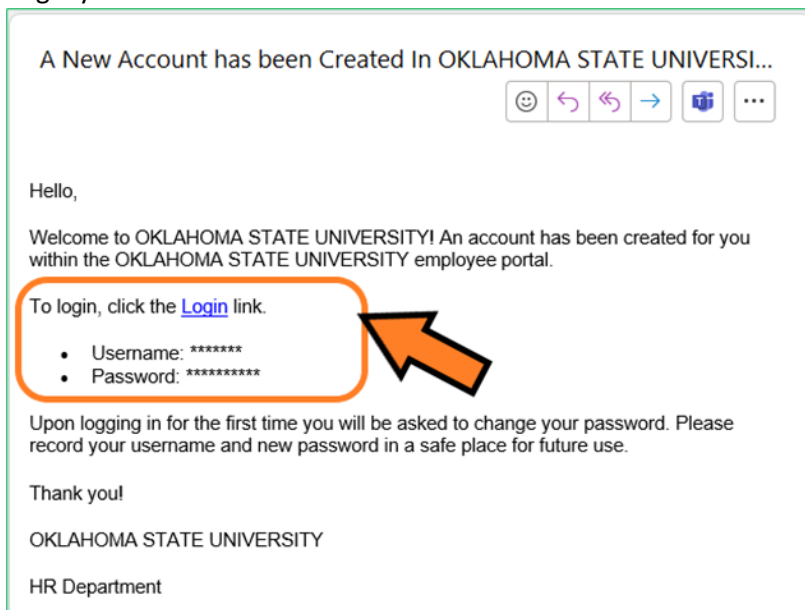 A New Account has been Created In OKLAHOMA STATE UNIVERSI...
Hello,
Welcome to OKLAHOMA STATE UNIVERSITY! An account has been created for you
within the OKLAHOMA STATE UNIVERSITY employee portal.
To login, click the Login link.
• Username: *******
• Password: **********
Upon logging in for the first time you will be asked to change your password. Please
record your username and new password in a safe place for future use.
Thank you!
OKLAHOMA STATE UNIVERSITY
HR Department